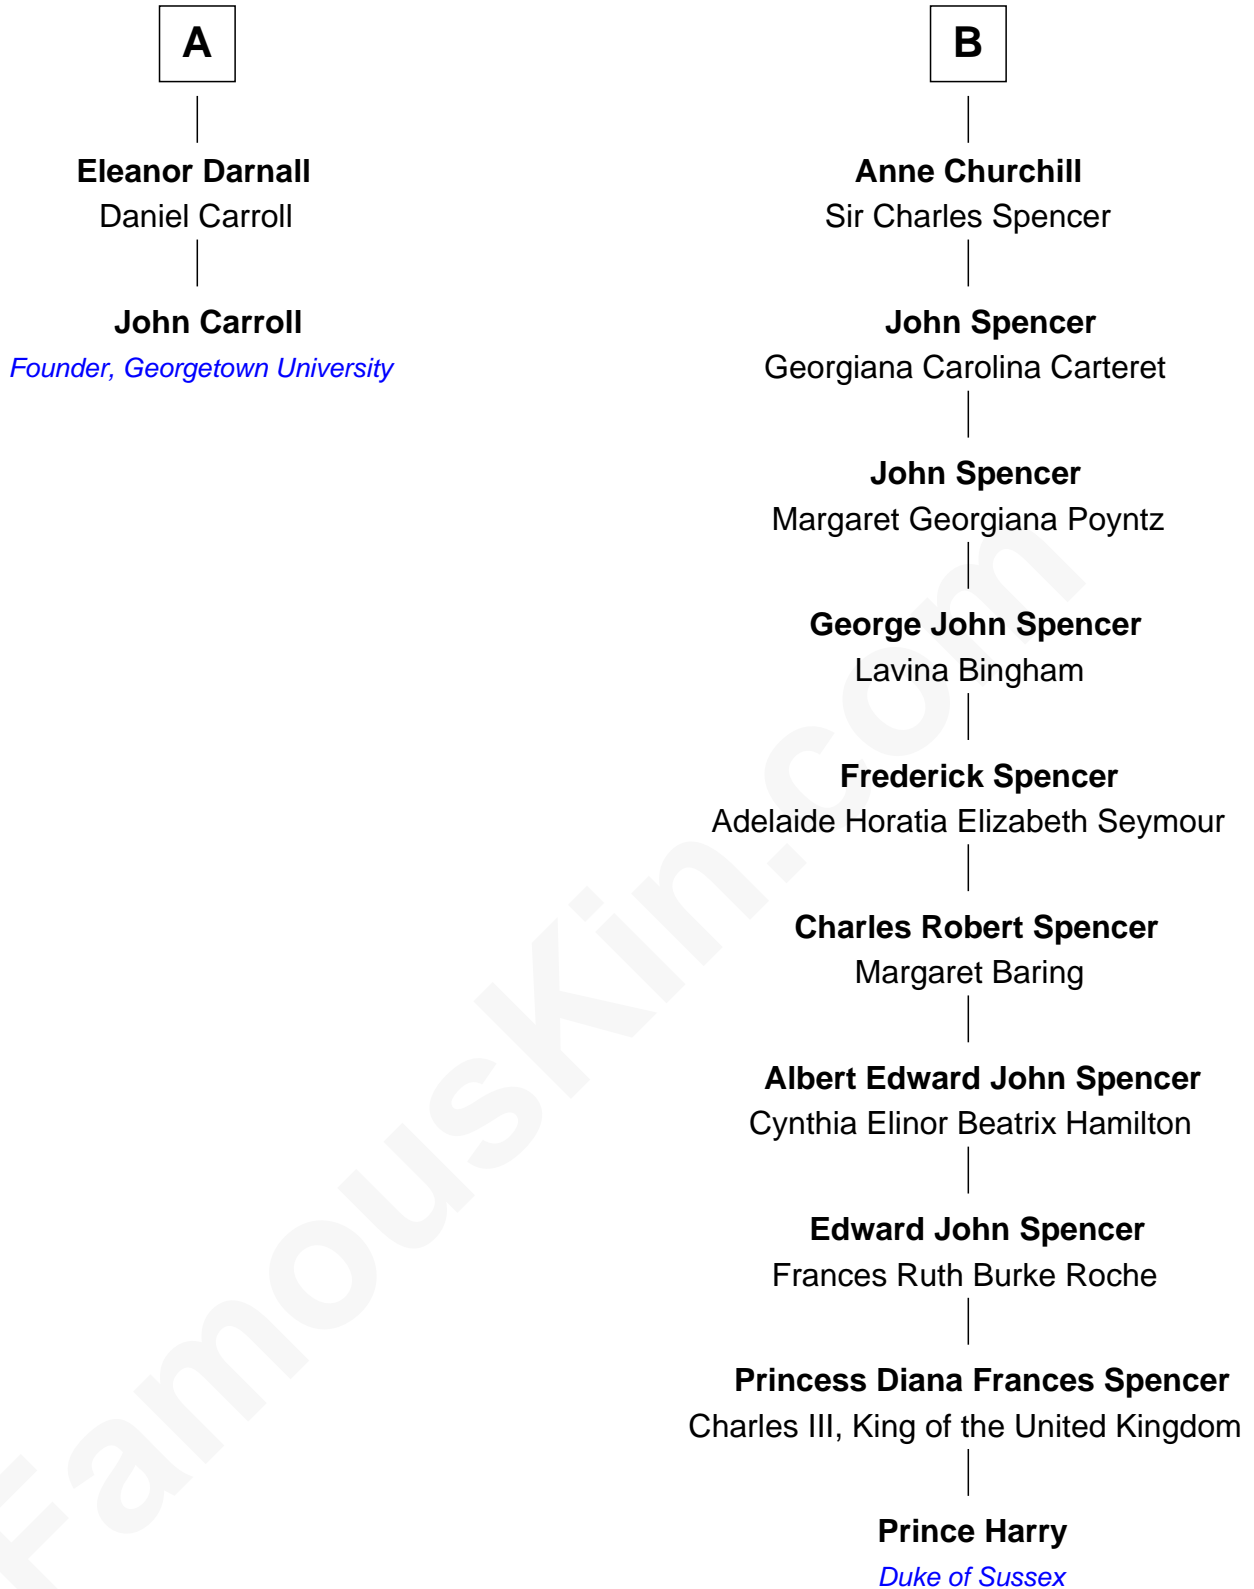 A
Eleanor Darnall
Daniel Carroll
John Carroll
Founder, Georgetown University
B
Anne Churchill
Sir Charles Spencer
John Spencer
Georgiana Carolina Carteret
John Spencer
Margaret Georgiana Poyntz
George John Spencer
Lavina Bingham
Frederick Spencer
Adelaide Horatia Elizabeth Seymour
Charles Robert Spencer
Margaret Baring
Albert Edward John Spencer
Cynthia Elinor Beatrix Hamilton
Edward John Spencer
Frances Ruth Burke Roche
Princess Diana Frances Spencer
Charles III, King of the United Kingdom
Prince Harry
Duke of Sussex
FamousKin.com